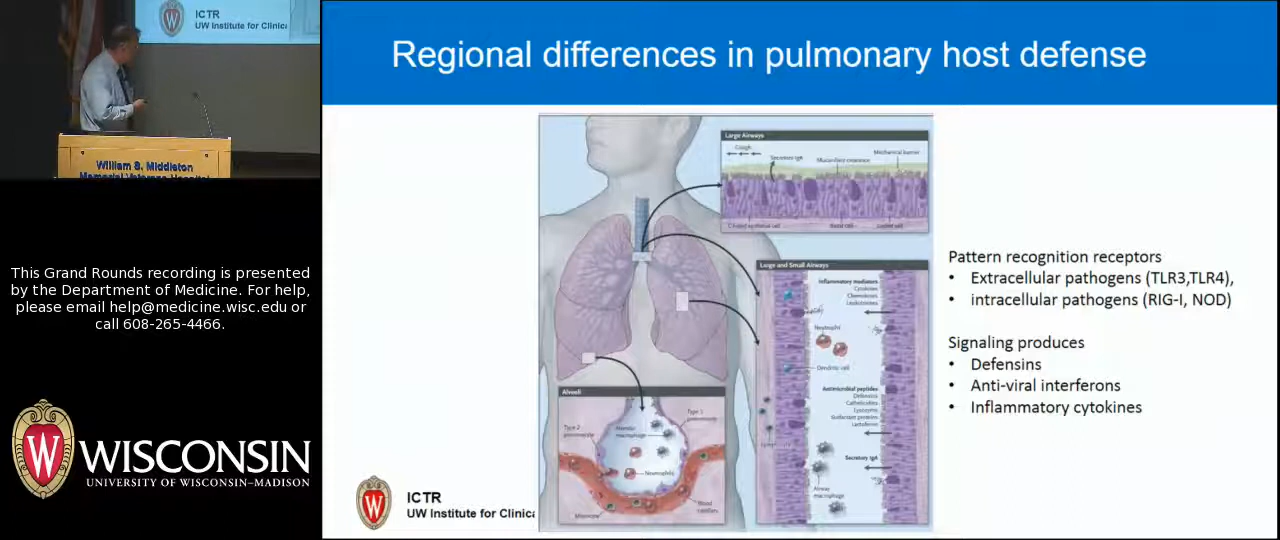 ICTR
UW Institute for Clinica
William S. Middleton
Memorial Veterans Hospital
This Grand Rounds recording is presented
by the Department of Medicine. For help,
please email help@medicine.wisc.edu or
call 608-265-4466.
WISCONSIN
UNIVERSITY OF WISCONSIN–MADISON
Regional differences in pulmonary host defense
Large Airways
Cough
Secretory IgA
Mucociliary clearance
Mechanical barrier
Ciliated epithelial cell
Basal cell
Goblet cell
Large and Small Airways
Inflammatory mediators
Cytokines
Chemokines
Leukotrienes
Neutrophil
Dendritic cell
Antimicrobial peptides
Defensins
Cathelicidins
Lysozyme
Surfactant proteins
Lactoferrin
Lymphocyte
Secretory IgA
Airway
macrophage
Alveoli
Type 1
pneumocyte
Type 2
pneumocyte
Alveolar
macrophage
Neutrophils
Blood
capillary
Monocyte
Pattern recognition receptors
• Extracellular pathogens (TLR3,TLR4),
• intracellular pathogens (RIG-I, NOD)
Signaling produces
• Defensins
• Anti-viral interferons
• Inflammatory cytokines
ICTR
UW Institute for Clinica